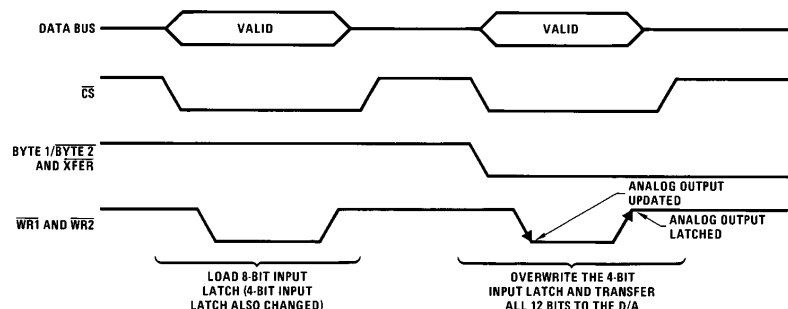 DATA BUS
VALID
VALID
CS
BYTE 1/BYTE 2
AND XFER
ANALOG OUTPUT
UPDATED
WR1 AND WR2
ANALOG OUTPUT
LATCHED
LOAD 8-BIT INPUT
LATCH (4-BIT INPUT
LATCH ALSO CHANGED)
OVERWRITE THE 4-BIT
INPUT LATCH AND TRANSFER
ALL 12 BITS TO THE D/A